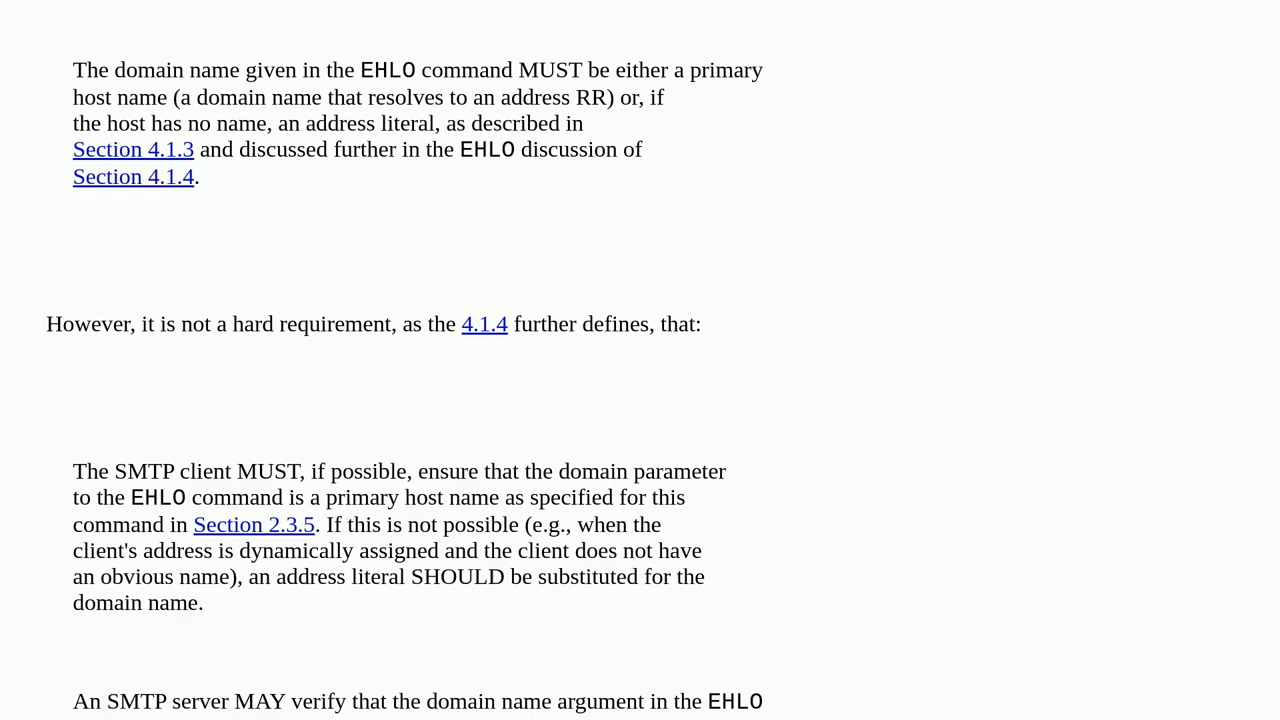 The domain name given in the EHLO command MUST be either a primary
host name (a domain name that resolves to an address RR) or, if
the host has no name, an address literal, as described in
Section 4.1.3 and discussed further in the EHLO discussion of
Section 4.1.4.
However, it is not a hard requirement, as the 4.1.4 further defines, that:
The SMTP client MUST, if possible, ensure that the domain parameter
to the EHLO command is a primary host name as specified for this
command in Section 2.3.5. If this is not possible (e.g., when the
client's address is dynamically assigned and the client does not have
an obvious name), an address literal SHOULD be substituted for the
domain name.
An SMTP server MAY verify that the domain name argument in the EHLO